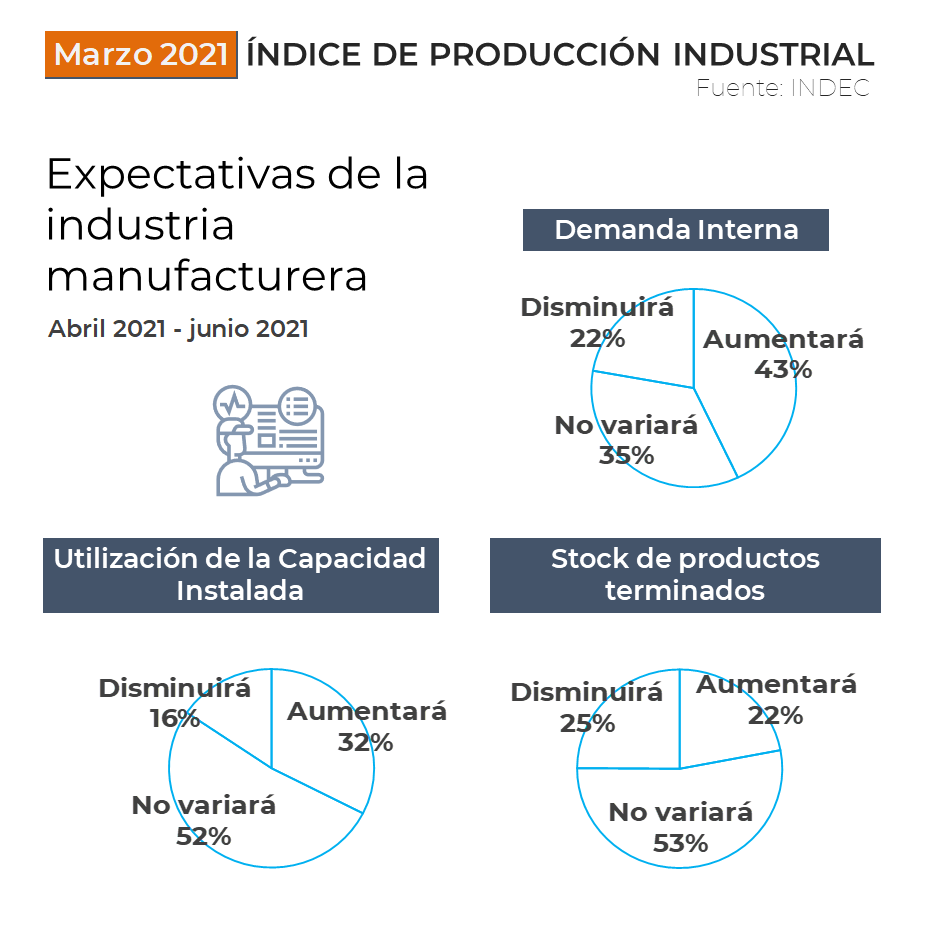 Marzo 2021 ÍNDICE DE PRODUCCIÓN INDUSTRIAL
Fuente: INDEC
Expectativas de la
industria
manufacturera
Abril 2021 - junio 2021
Demanda Interna
Disminuirá
22%
Aumentará
43%
No variará
35%
Utilización de la Capacidad
Instalada
Disminuirá
16%
Aumentará
32%
No variará
52%
Stock de productos
terminados
Disminuirá
25%
Aumentará
22%
No variará
53%